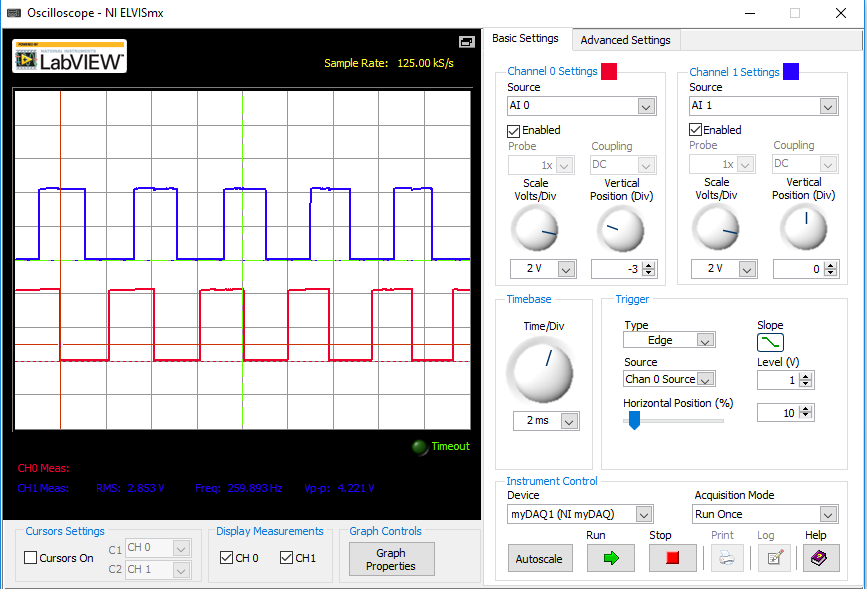 Oscilloscope - NI ELVISmx
POWERED BY
NATIONAL INSTRUMENTS
LabVIEW™
Sample Rate: 125.00 kS/s
Timeout
CH0 Meas:
CH1 Meas: RMS: 2.853 V Freq: 259.893 Hz Vp-p: 4.221 V
Cursors Settings
Cursors On
C1 CH 0
C2 CH 1
Display Measurements
CH 0
CH1
Graph Controls
Graph
Properties
Basic Settings
Advanced Settings
Channel 0 Settings
Source
AI 0
Enabled
Probe
1x
Coupling
DC
Scale
Volts/Div
2 V
Vertical
Position (Div)
-3
Channel 1 Settings
Source
AI 1
Enabled
Probe
1x
Coupling
DC
Scale
Volts/Div
2 V
Vertical
Position (Div)
0
Timebase
Time/Div
2 ms
Trigger
Type
Edge
Source
Chan 0 Source
Horizontal Position (%)
Slope
Level (V)
1
10
Instrument Control
Device
myDAQ1 (NI myDAQ)
Acquisition Mode
Run Once
Autoscale
Run
Stop
Print
Log
Help